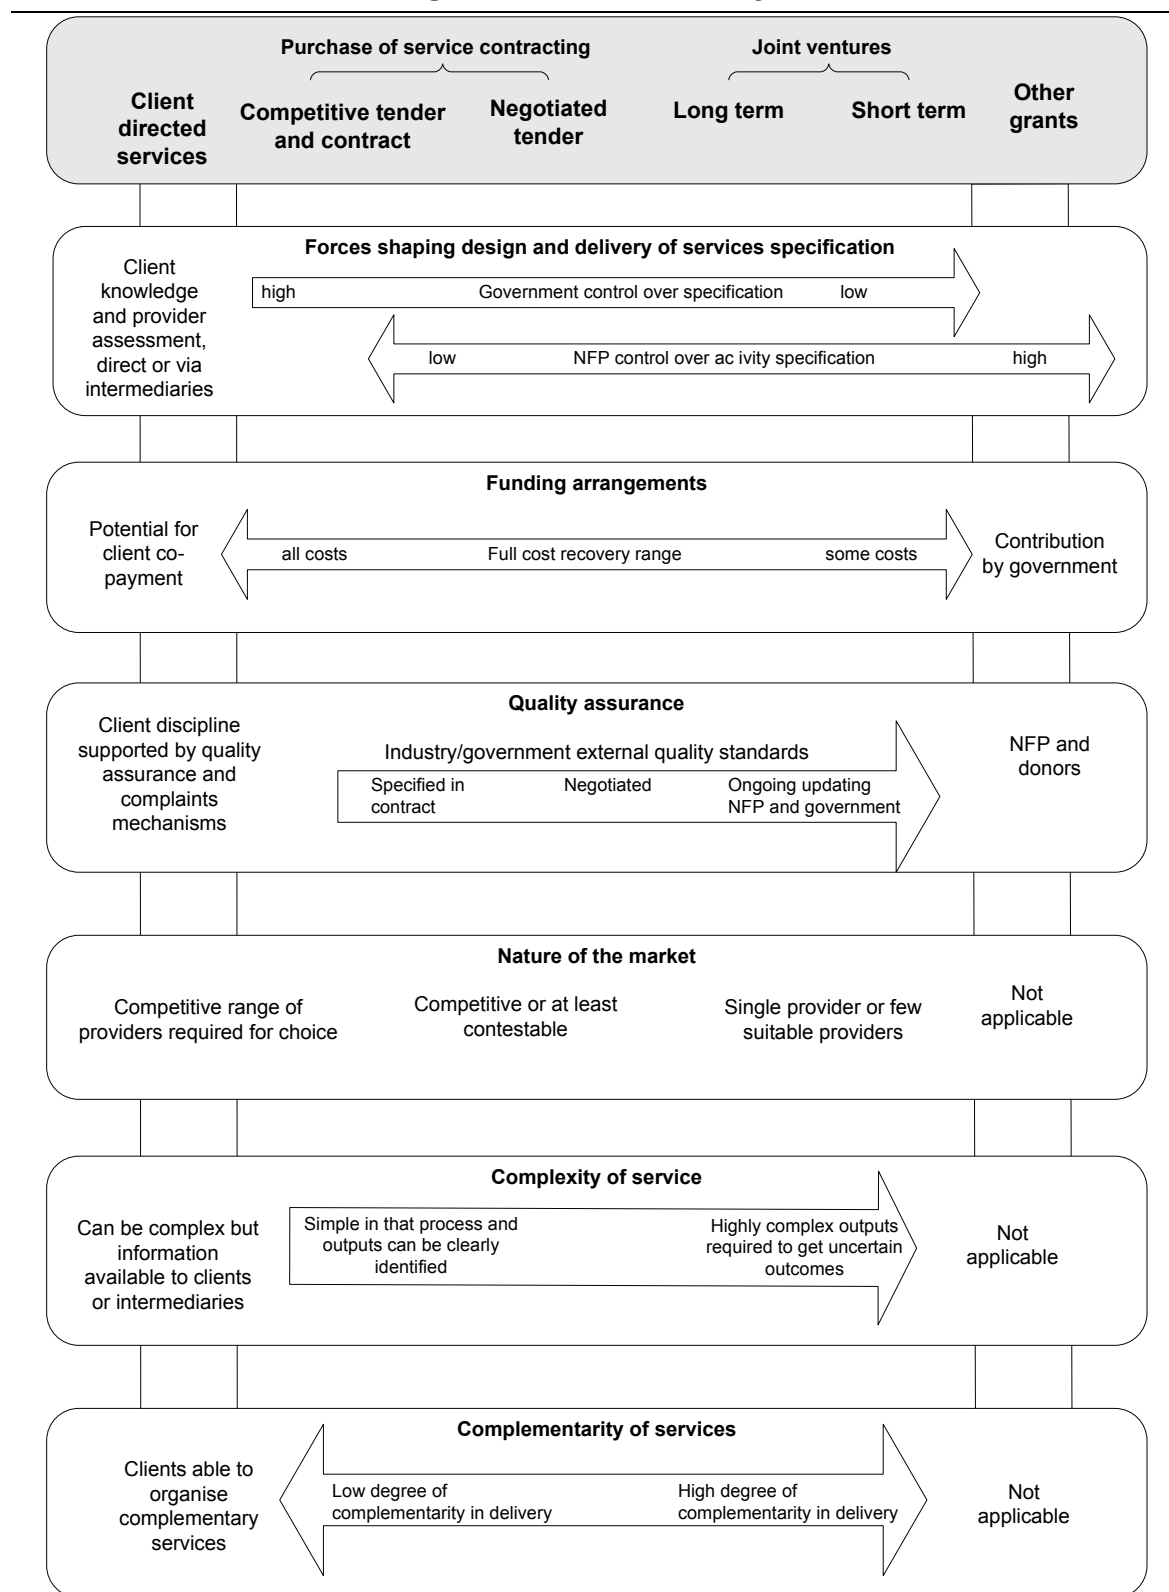 Purchase of service contracting
Joint ventures
Client
directed
services
Competitive tender
and contract
Negotiated
tender
Long term
Short term
Other
grants
Forces shaping design and delivery of services specification
Client
knowledge
and provider
assessment,
direct or via
intermediaries
high Government control over specification low
low NFP control over ac ivity specification high
Funding arrangements
Potential for
client co-
payment
all costs Full cost recovery range some costs
Contribution
by government
Quality assurance
Client discipline
supported by quality
assurance and
complaints
mechanisms
Industry/government external quality standards
Specified in
contract
Negotiated
Ongoing updating
NFP and government
NFP and
donors
Nature of the market
Competitive range of
providers required for choice
Competitive or at least
contestable
Single provider or few
suitable providers
Not
applicable
Complexity of service
Can be complex but
information
available to clients
or intermediaries
Simple in that process and
outputs can be clearly
identified
Highly complex outputs
required to get uncertain
outcomes
Not
applicable
Complementarity of services
Clients able to
organise
complementary
services
Low degree of
complementarity in delivery
High degree of
complementarity in delivery
Not
applicable